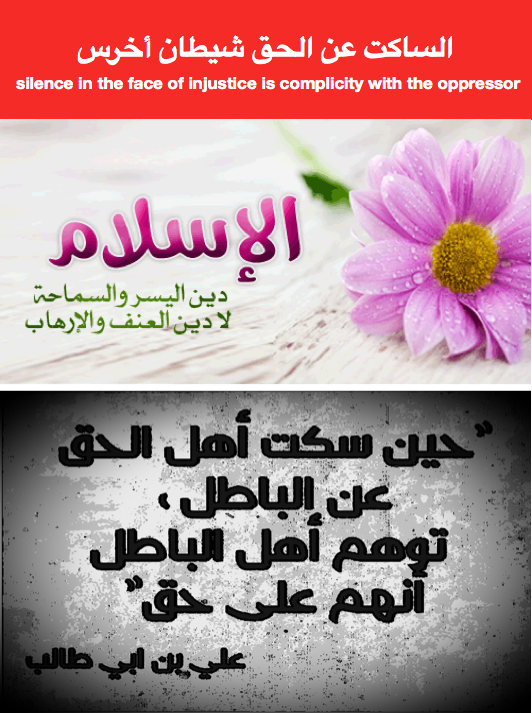 الساكت عن الحق شيطان أخرس
silence in the face of injustice is complicity with the oppressor
الإسلام
دين اليسر والسماحة
لا دين العنف والإرهاب
”حين سكت أهل الحق
عن الباطل ،
توهم أهل الباطل
أنهم على حق”
علي بن ابي طالب